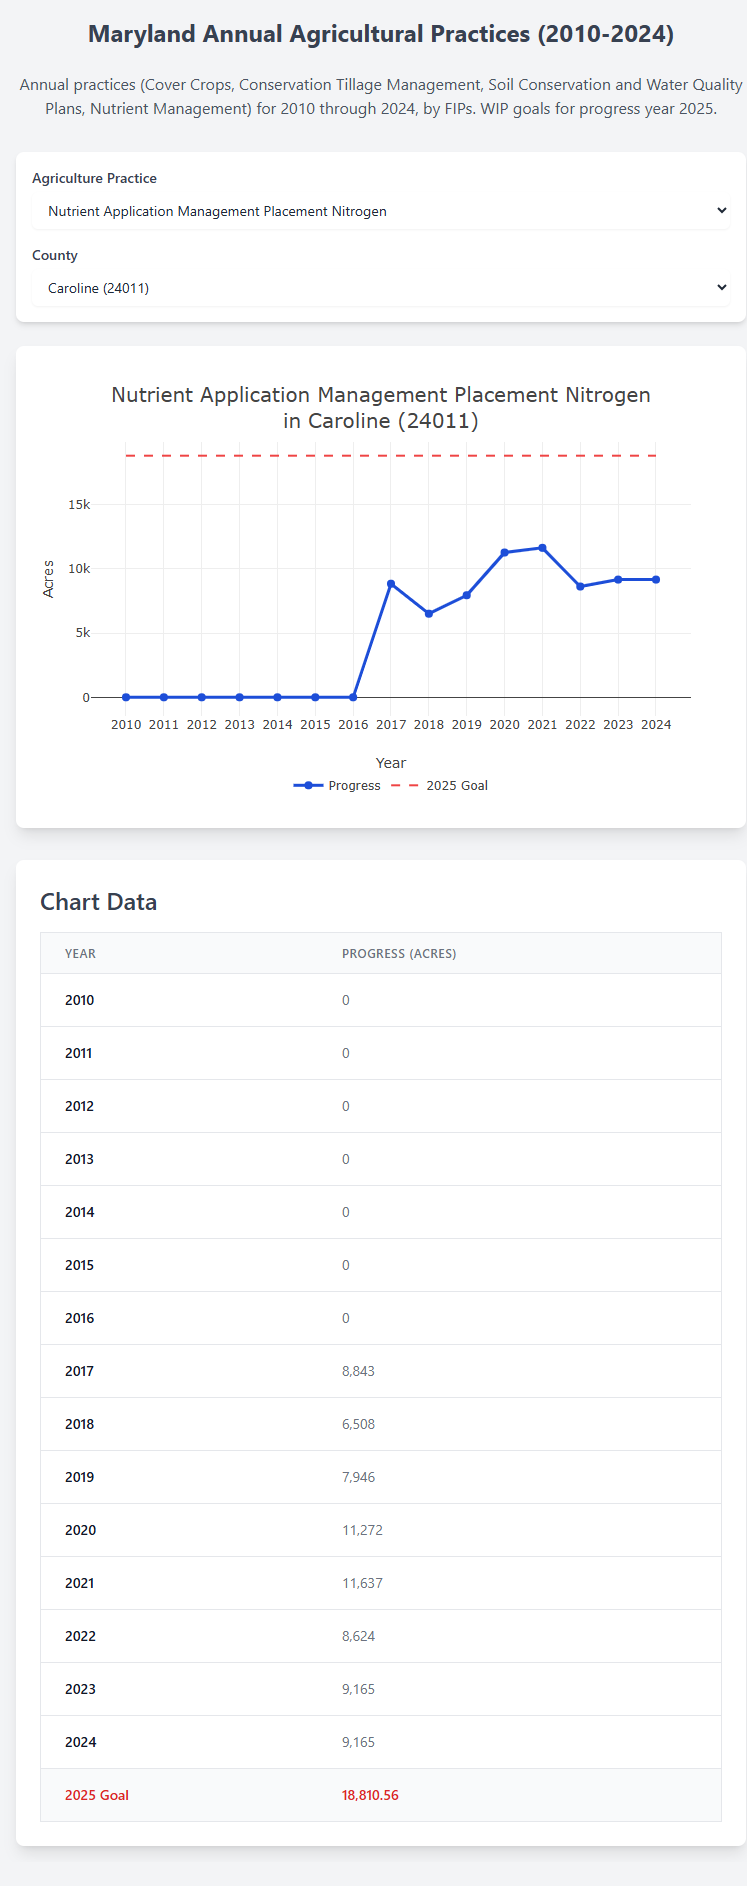 Maryland Annual Agricultural Practices (2010-2024)
Annual practices (Cover Crops, Conservation Tillage Management, Soil Conservation and Water Quality
Plans, Nutrient Management) for 2010 through 2024, by FIPs. WIP goals for progress year 2025.
Agriculture Practice
Nutrient Application Management Placement Nitrogen
County
Caroline (24011)
Nutrient Application Management Placement Nitrogen
in Caroline (24011)
15k
10k
5k
0
Acres
2010 2011 2012 2013 2014 2015 2016 2017 2018 2019 2020 2021 2022 2023 2024
Year
Progress 2025 Goal
Chart Data
YEAR PROGRESS (ACRES)
2010 0
2011 0
2012 0
2013 0
2014 0
2015 0
2016 0
2017 8,843
2018 6,508
2019 7,946
2020 11,272
2021 11,637
2022 8,624
2023 9,165
2024 9,165
2025 Goal 18,810.56